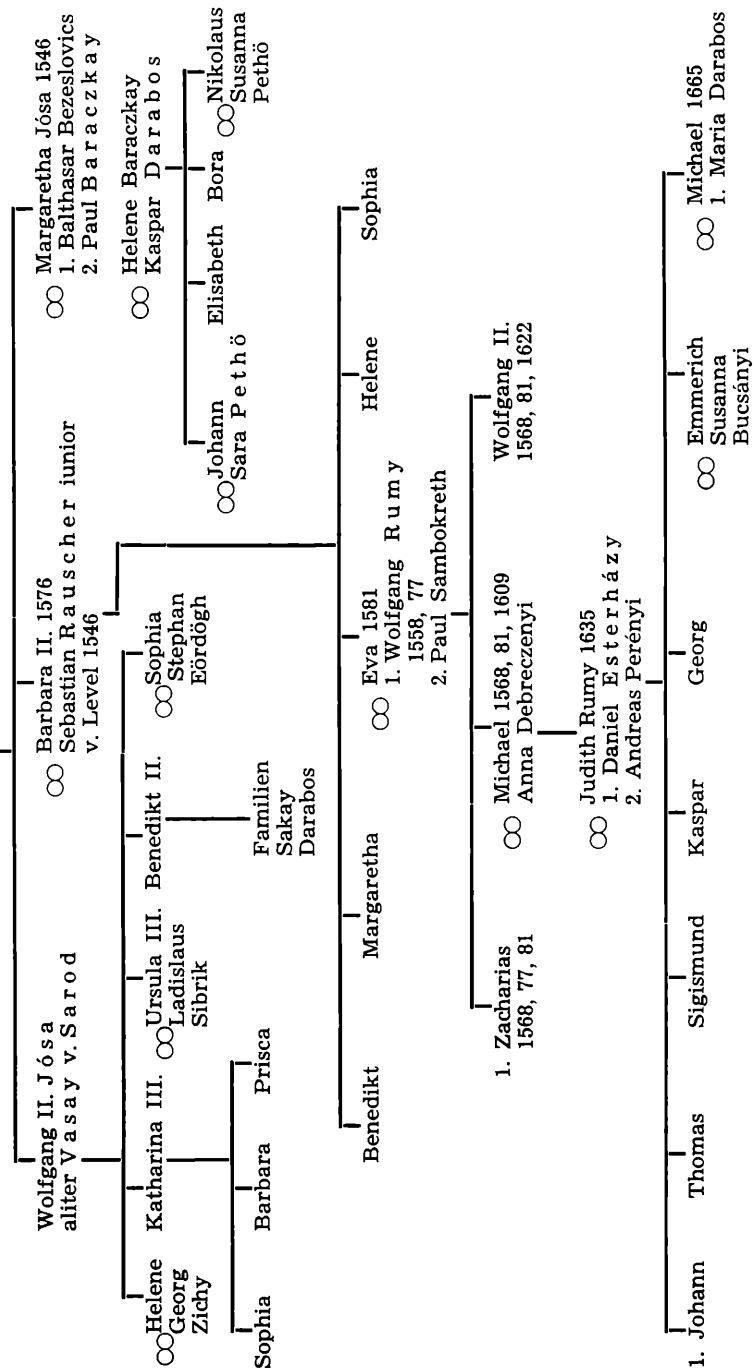 Wolfgang II. Jósa
aliter Vasay v. Sarod
∞ Barbara II. 1576
Sebastian Rauscher iunior
v. Level 1546
∞ Margaretha Jósa 1546
1. Balthasar Bezeslovics
2. Paul Baraczkay
∞ Helene
Georg
Zichy
Katharina III.
∞ Ursula III.
Ladislaus
Sibrik
Benedikt II.
∞ Sophia
Stephan
Eördögh
∞ Helene Baraczkay
Kaspar Darabos
Sophia
Barbara
Prisca
Familien
Sakay
Darabos
∞ Johann
Sara Pethö
Elisabeth
Bora
∞ Nikolaus
Susanna
Pethö
Benedikt
Margaretha
∞ Eva 1581
1. Wolfgang Rumy
1558, 77
2. Paul Sambokreth
Helene
Sophia
1. Zacharias
1568, 77, 81
∞ Michael 1568, 81, 1609
Anna Debreczenyi
Wolfgang II.
1568, 81, 1622
∞ Judith Rumy 1635
1. Daniel Esterházy
2. Andreas Perényi
1. Johann
Thomas
Sigismund
Kaspar
Georg
∞ Emmerich
Susanna
Bucsányi
∞ Michael 1665
1. Maria Darabos